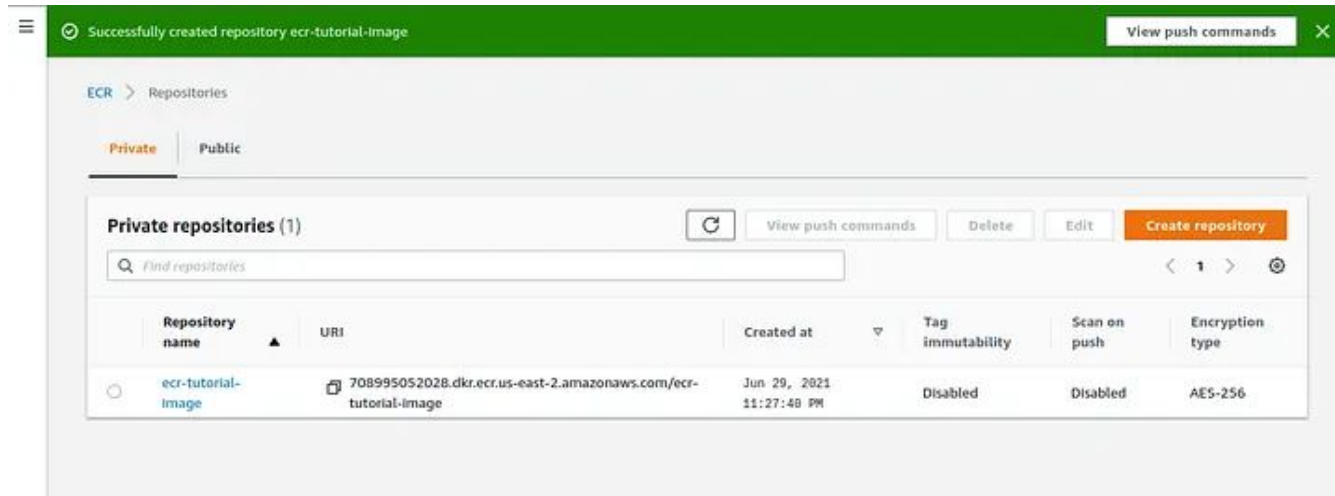 Successfully created repository ecr-tutorial-image
View push commands
ECR > Repositories
Private
Public
Private repositories (1)
View push commands
Delete
Edit
Create repository
Find repositories
1
Repository name
URI
Created at
Tag immutability
Scan on push
Encryption type
ecr-tutorial-
image
708995052028.dkr.ecr.us-east-2.amazonaws.com/ecr-
tutorial-image
Jun 29, 2021
11:27:40 PM
Disabled
Disabled
AES-256